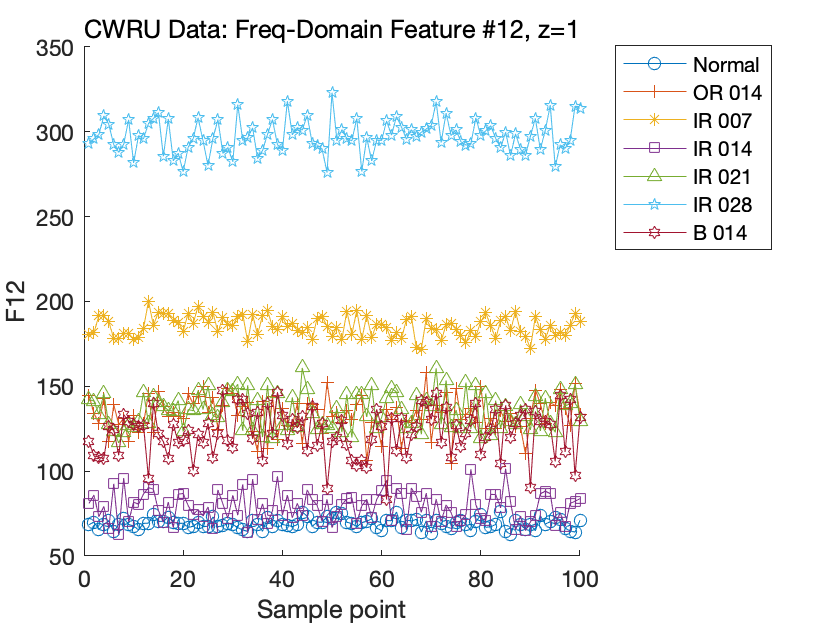 CWRU Data: Freq-Domain Feature #12, z=1
350
300
250
200
150
100
50
F12
0
20
40
60
80
100
Sample point
Normal
OR 014
IR 007
IR 014
IR 021
IR 028
B 014